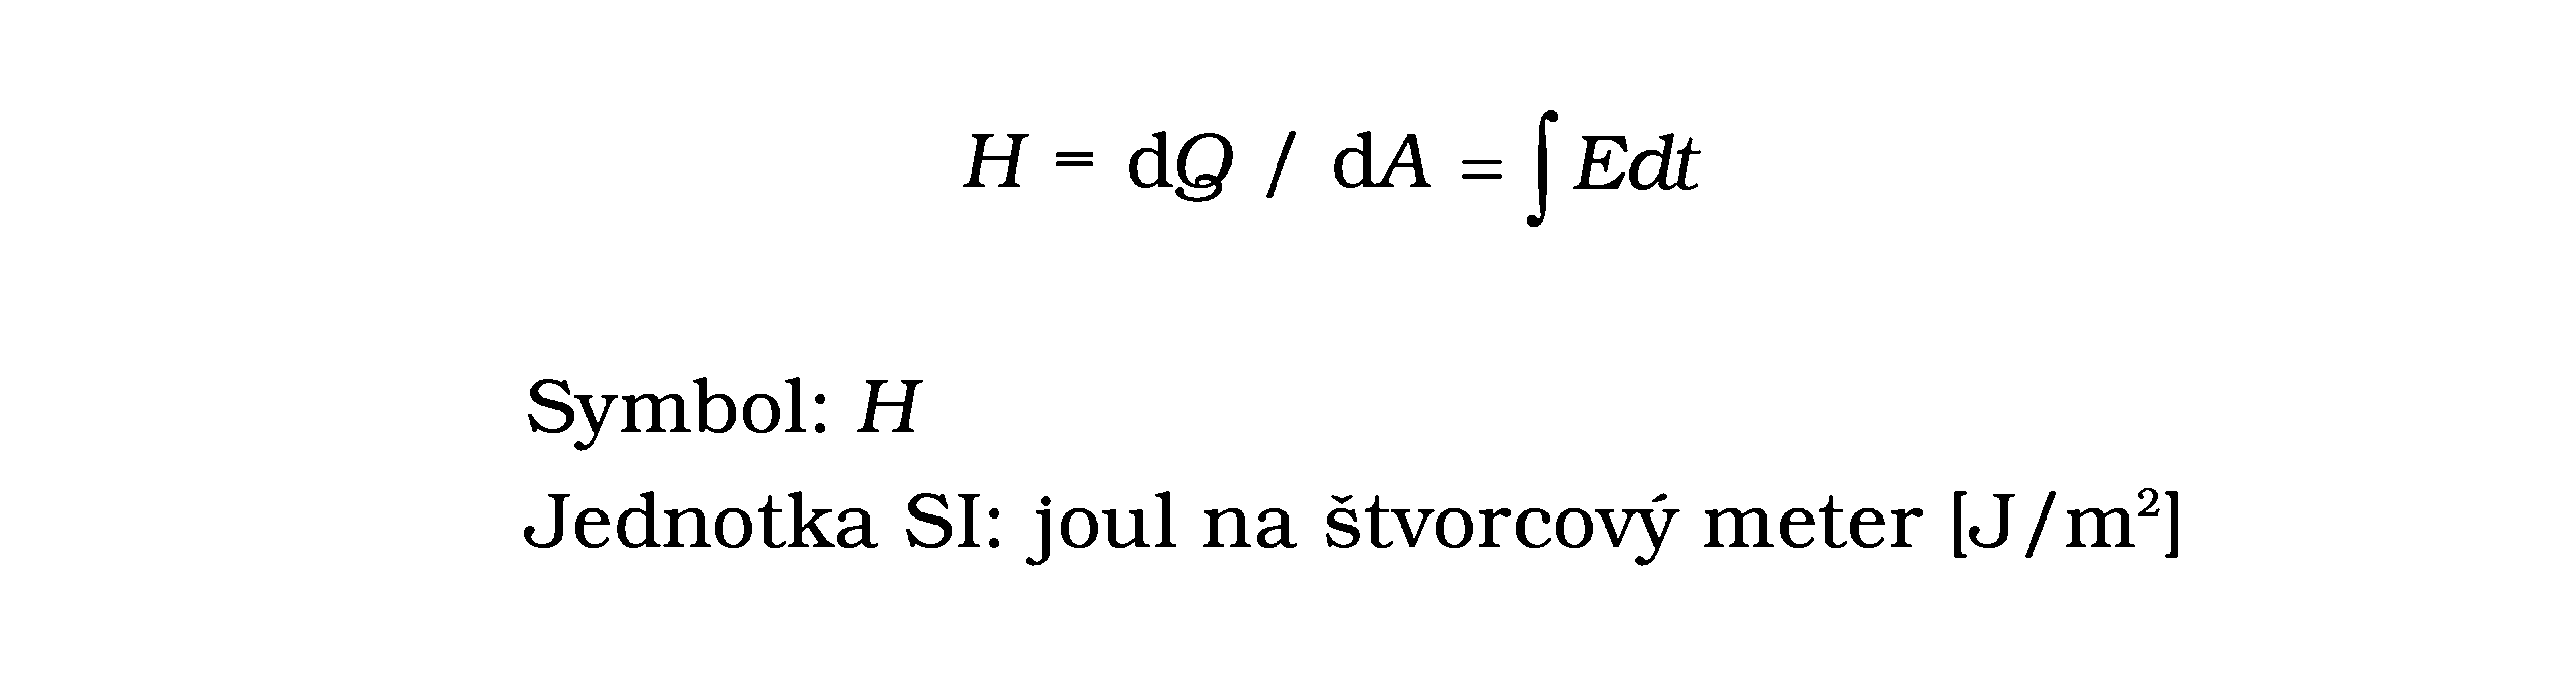 H = dQ / dA = ∫ Edt
Symbol: H
Jednotka SI: joul na štvorcový meter [J/m²]